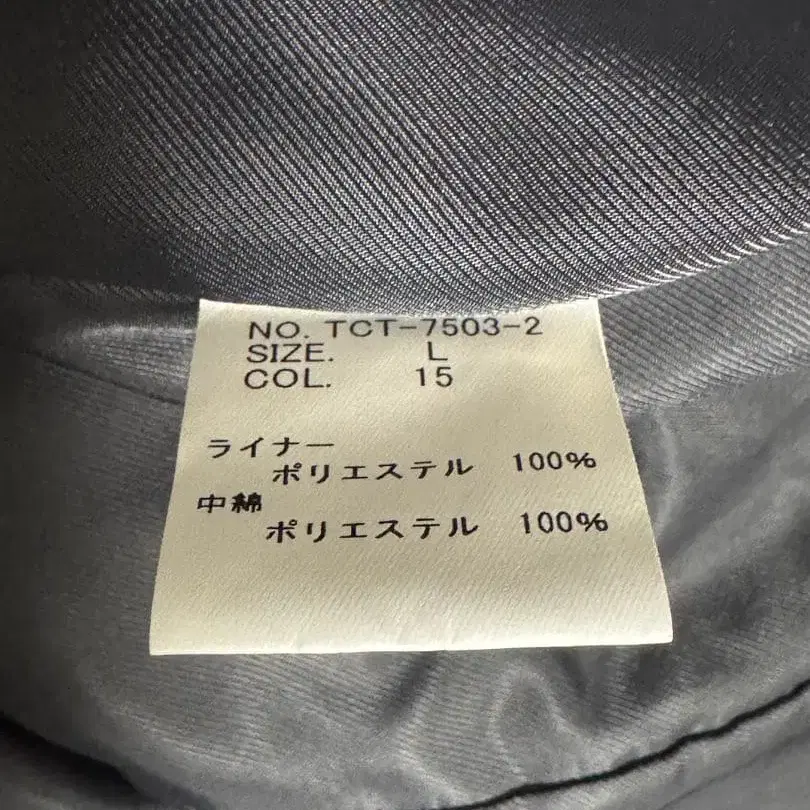 NO. TCT-7503-2
SIZE. L
COL. 15
ライナー
ポリエステル 100%
中綿
ポリエステル 100%